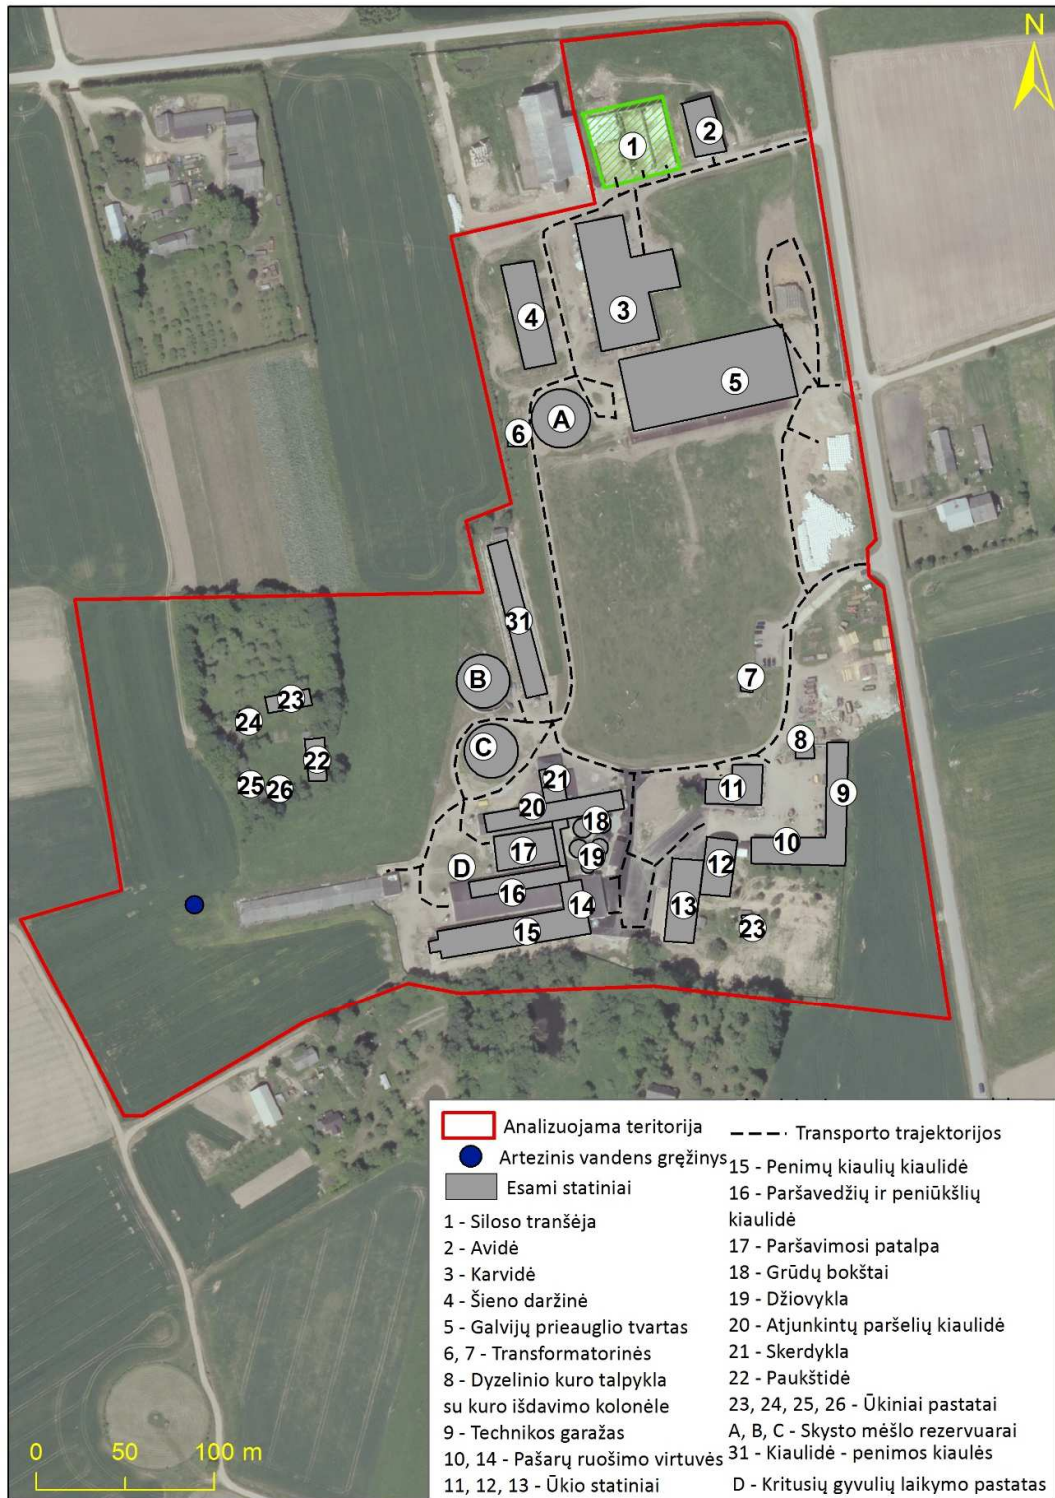 N
1
2
3
4
5
A
6
31
B
7
C
23
24
22
25
26
8
9
21
20
18
11
10
17
19
D
12
16
14
13
15
23
Analizuojama teritorija
Artezinis vandens gręžinys
Esami statiniai
1 - Siloso tranšėja
2 - Avidė
3 - Karvidė
4 - Šieno daržinė
5 - Galvijų prieauglio tvartas
6, 7 - Transformatorinės
8 - Dyzelinio kuro talpykla
su kuro išdavimo kolonėle
9 - Technikos garažas
10, 14 - Pašarų ruošimo virtuvės
11, 12, 13 - Ūkio statiniai
Transporto trajektorijos
15 - Penimų kiaulių kiaulidė
16 - Paršavedžių ir peniūkšlių
kiaulidė
17 - Paršavimosi patalpa
18 - Grūdų bokštai
19 - Džiovykla
20 - Atjunkintų paršelių kiaulidė
21 - Skerdykla
22 - Paukštidė
23, 24, 25, 26 - Ūkiniai pastatai
A, B, C - Skysto mėšlo rezervuarai
31 - Kiaulidė - penimos kiaulės
D - Kritusių gyvulių laikymo pastatas
0 50 100 m